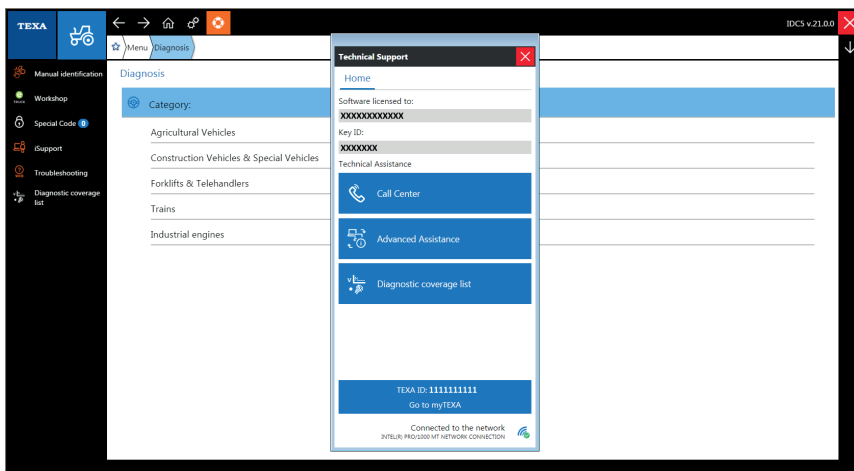 TEXA
IDC5 v.21.0.0
Menu
Diagnosis
Manual identification
Workshop
TRUCK
Special Code 0
iSupport
Troubleshooting
Diagnostic coverage
list
Diagnosis
Category:
Agricultural Vehicles
Construction Vehicles & Special Vehicles
Forklifts & Telehandlers
Trains
Industrial engines
Technical Support
Home
Software licensed to:
XXXXXXXXXXXX
Key ID:
XXXXXXX
Technical Assistance
Call Center
Advanced Assistance
Diagnostic coverage list
TEXA ID: 1111111111
Go to myTEXA
Connected to the network
INTEL(R) PRO/1000 MT NETWORK CONNECTION